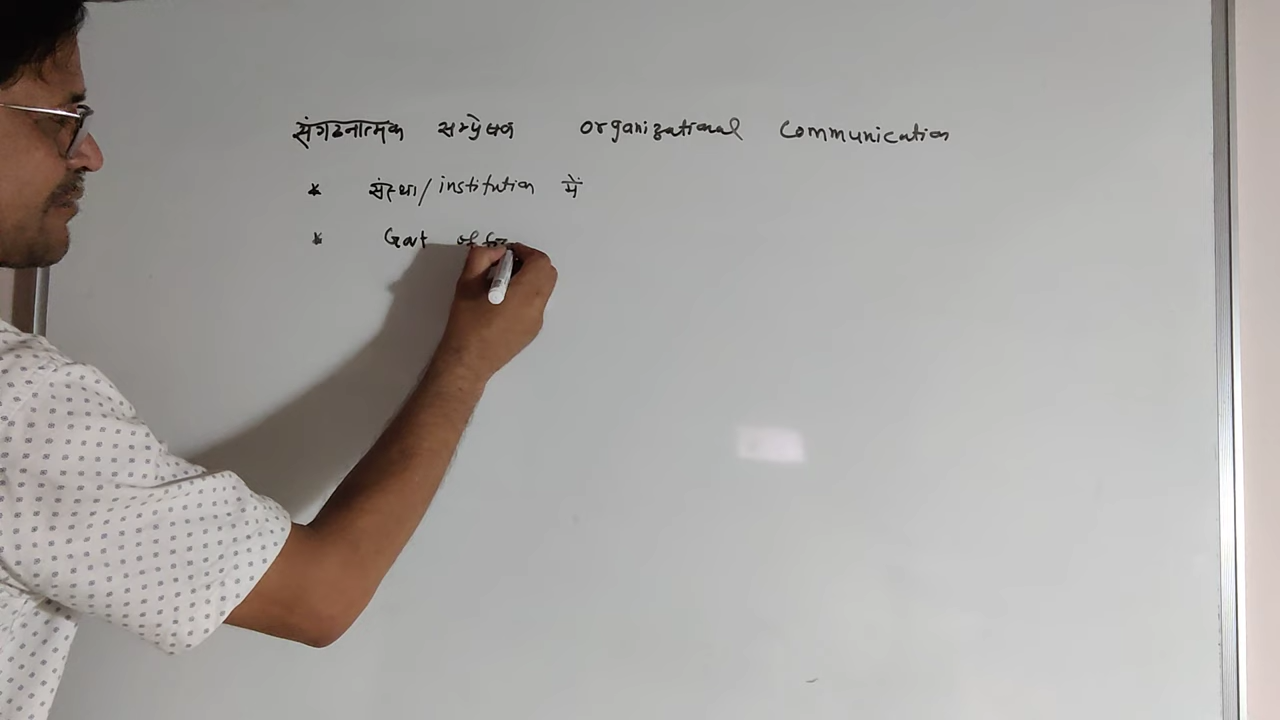 संगठनात्मक सम्प्रेषण organizational communication
* संस्था/institution में
* Govt